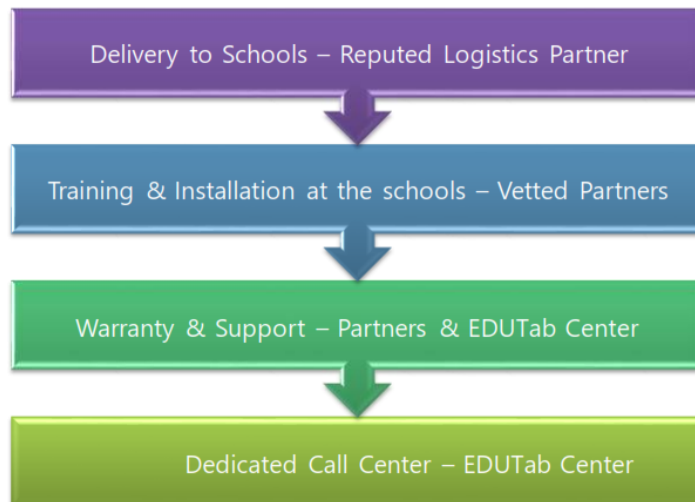 Delivery to Schools – Reputed Logistics Partner
Training & Installation at the schools – Vetted Partners
Warranty & Support – Partners & EDUTab Center
Dedicated Call Center – EDUTab Center